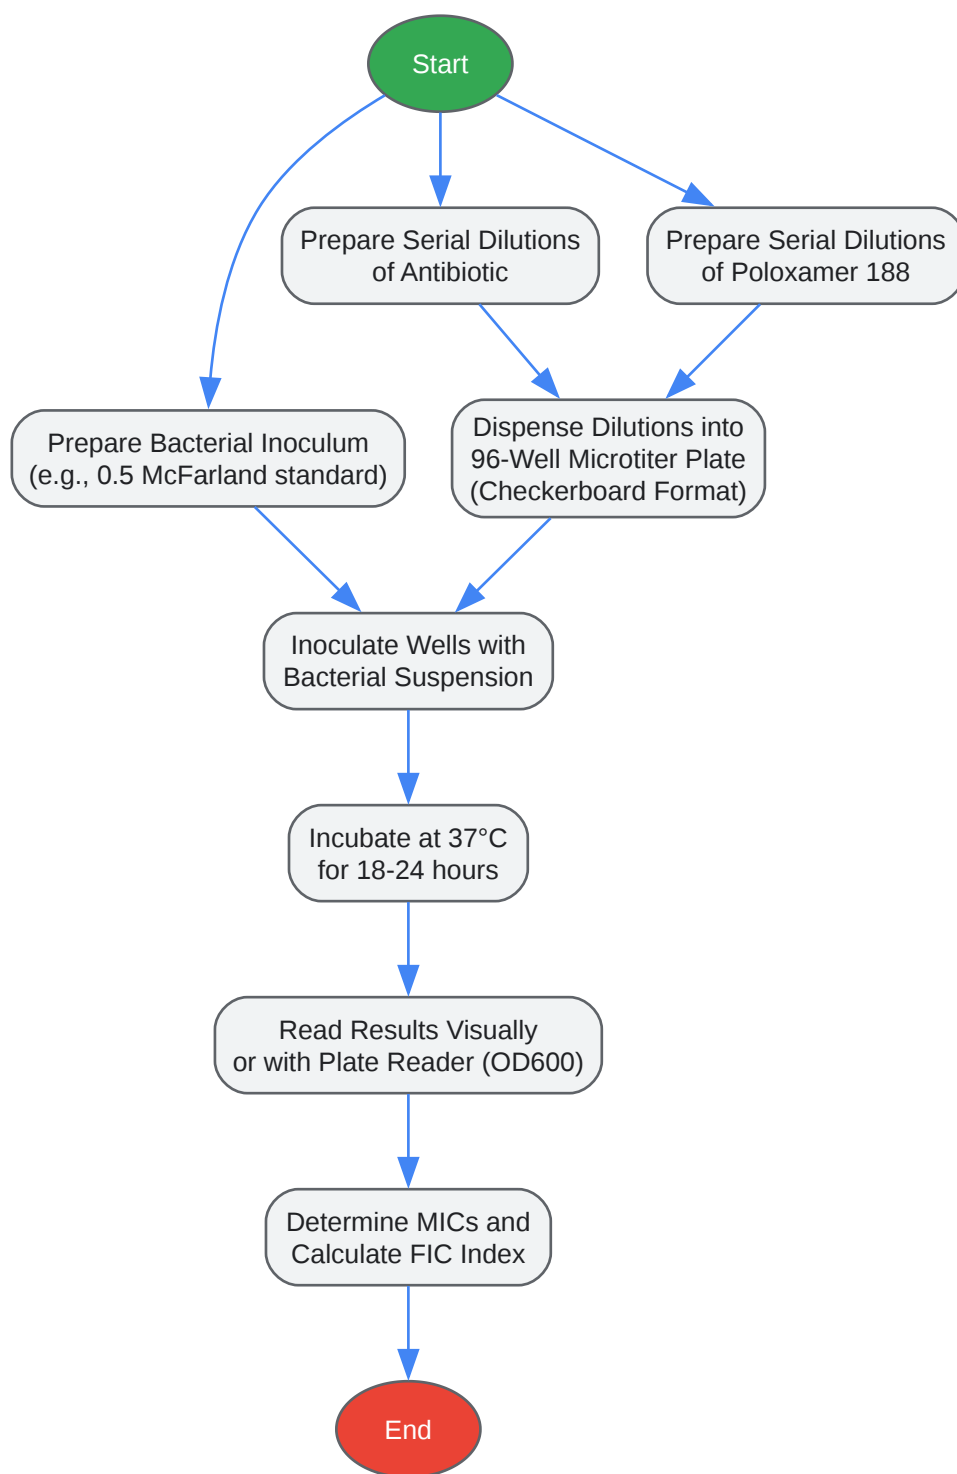 Start
Prepare Serial Dilutions
of Antibiotic
Prepare Serial Dilutions
of Poloxamer 188
Prepare Bacterial Inoculum
(e.g., 0.5 McFarland standard)
Dispense Dilutions into
96-Well Microtiter Plate
(Checkerboard Format)
Inoculate Wells with
Bacterial Suspension
Incubate at 37°C
for 18-24 hours
Read Results Visually
or with Plate Reader (OD600)
Determine MICs and
Calculate FIC Index
End